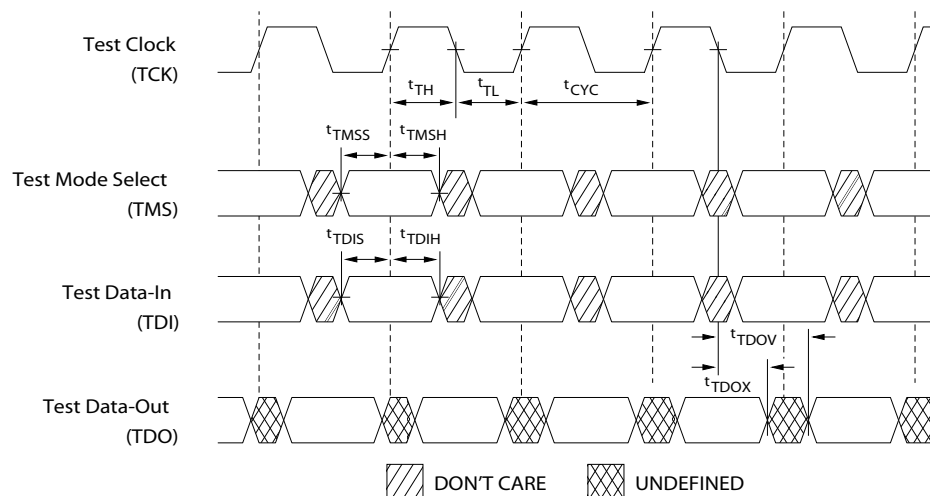 Test Clock
(TCK)
tTH
tTL
tCYC
tTMSS
tTMSH
Test Mode Select
(TMS)
tTDIS
tTDIH
Test Data-In
(TDI)
tTDOV
tTDOX
Test Data-Out
(TDO)
DON'T CARE
UNDEFINED